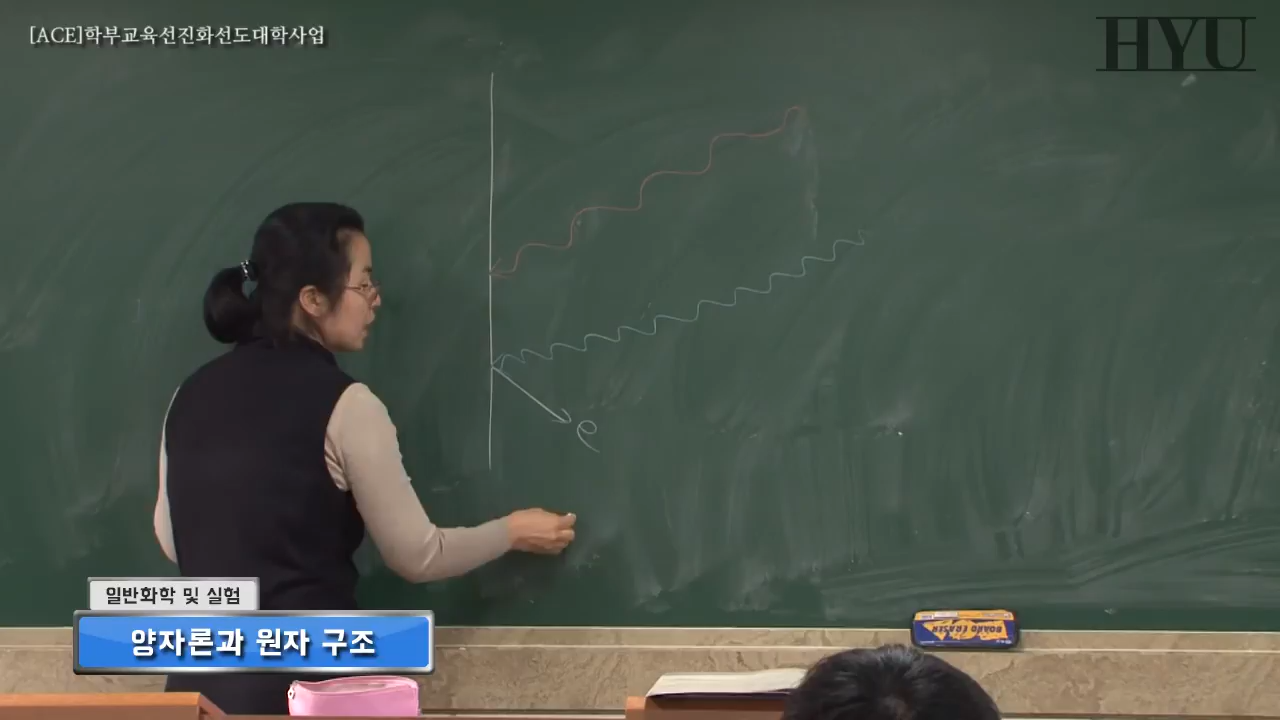 [ACE]학부교육선진화선도대학사업
HYU
e
일반화학 및 실험
양자론과 원자 구조
BOARD ERASER